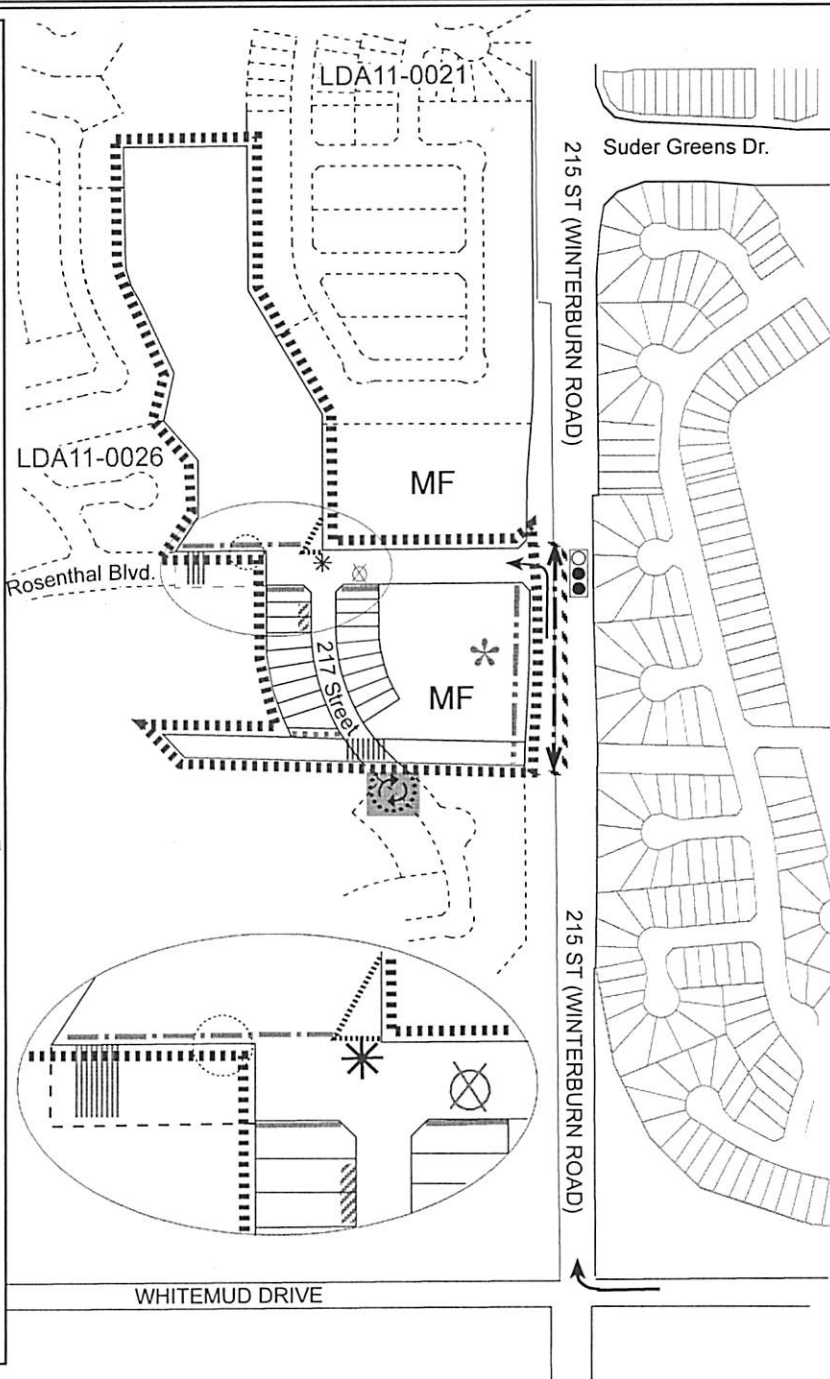 LDA11-0021
Suder Greens Dr.
215 ST (WINTERBURN ROAD)
LDA11-0026
MF
Rosenthal Blvd.
217 Street
MF
215 ST (WINTERBURN ROAD)
WHITEMUD DRIVE